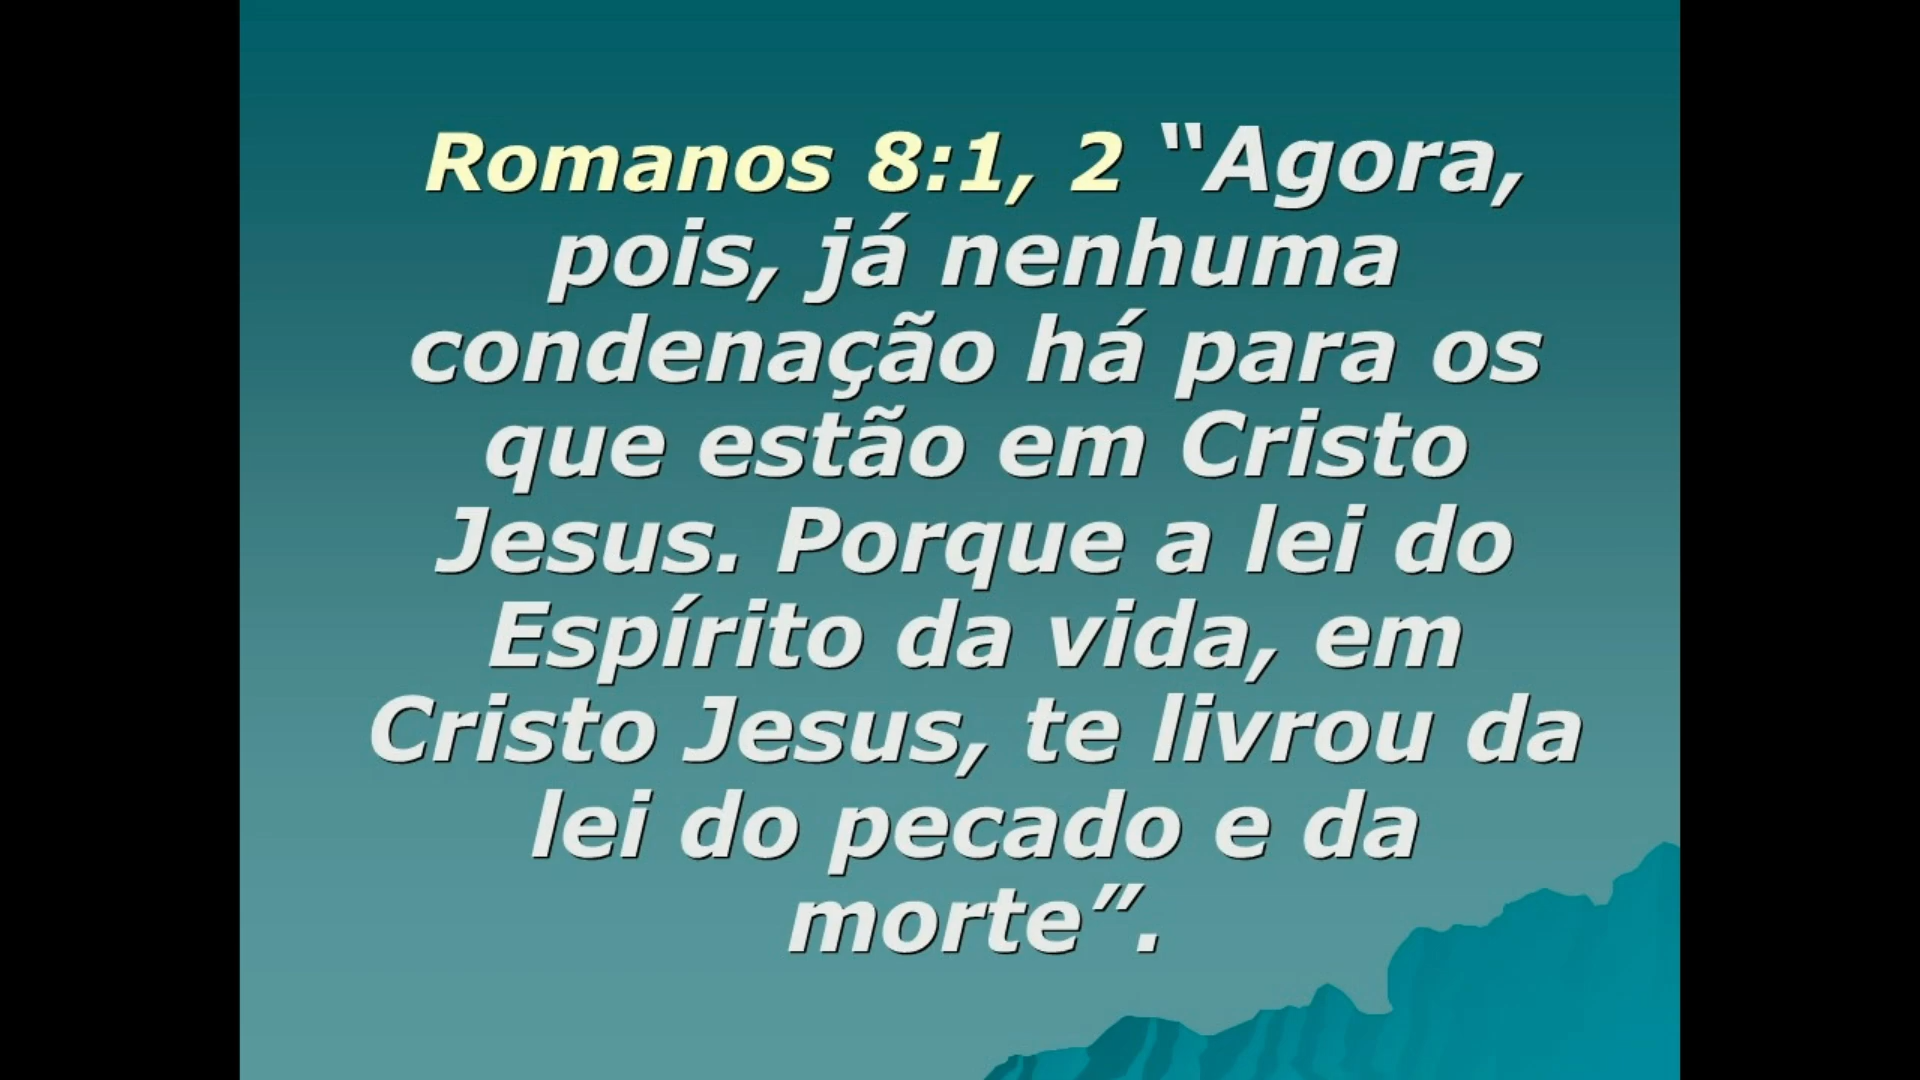 Romanos 8:1, 2 “Agora,
pois, já nenhuma
condenação há para os
que estão em Cristo
Jesus. Porque a lei do
Espírito da vida, em
Cristo Jesus, te livrou da
lei do pecado e da
morte”.